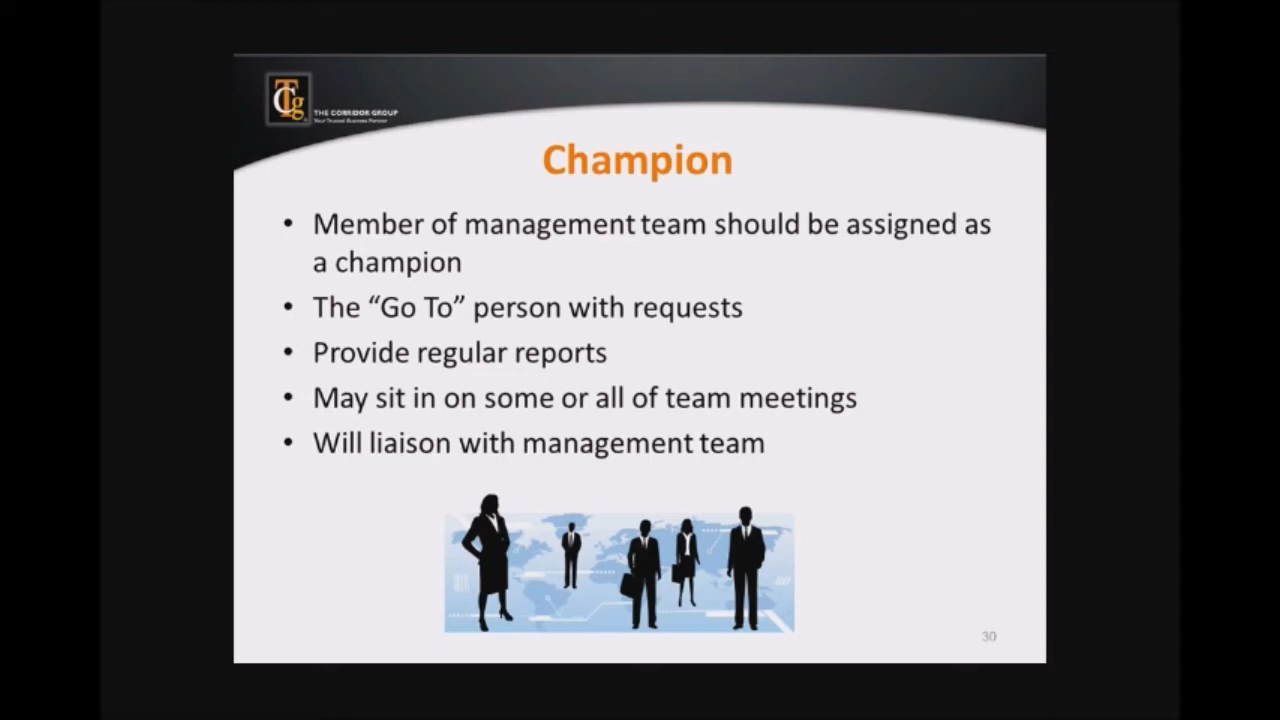 TCg
THE CORRIDOR GROUP
Your Trusted Business Partner
Champion
• Member of management team should be assigned as
a champion
• The “Go To” person with requests
• Provide regular reports
• May sit in on some or all of team meetings
• Will liaison with management team
30